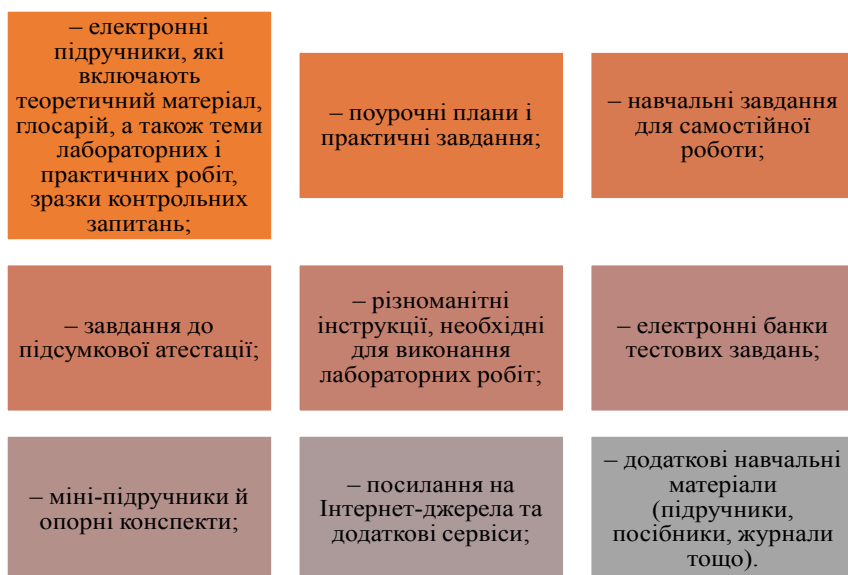 – електронні
підручники, які
включають
теоретичний матеріал,
глосарій, а також теми
лабораторних і
практичних робіт,
зразки контрольних
запитань;
– поурочні плани і
практичні завдання;
– навчальні завдання
для самостійної
роботи;
– завдання до
підсумкової атестації;
– різноманітні
інструкції, необхідні
для виконання
лабораторних робіт;
– електронні банки
тестових завдань;
– міні-підручники й
опорні конспекти;
– посилання на
Інтернет-джерела та
додаткові сервіси;
– додаткові навчальні
матеріали
(підручники,
посібники, журнали
тощо).